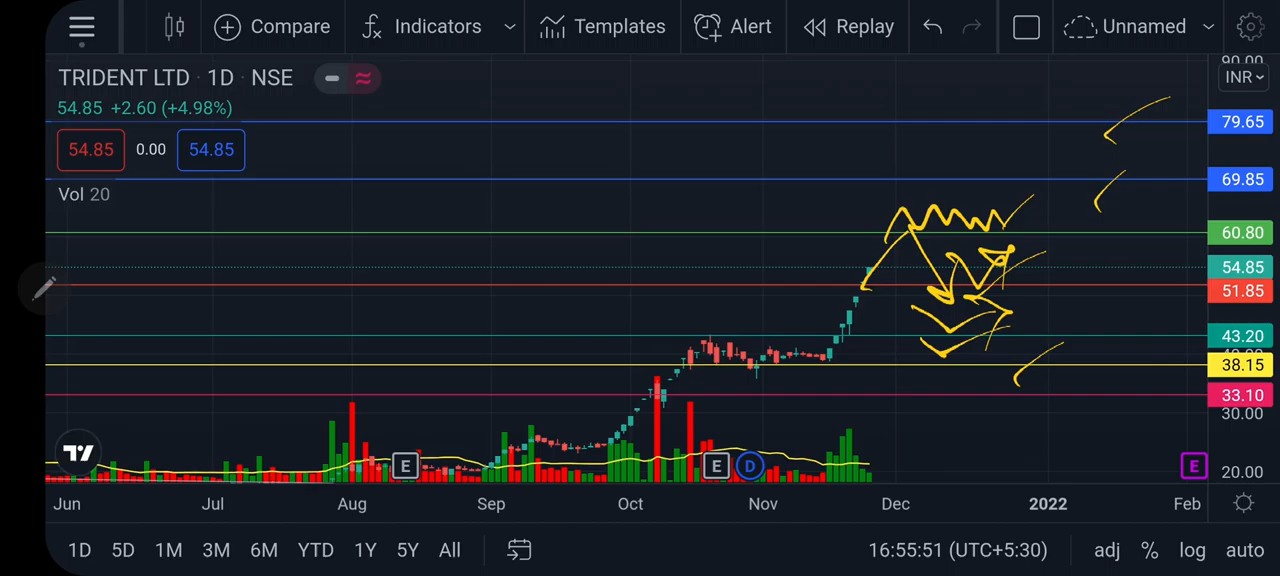 Compare Indicators Templates Alert Replay Unnamed
TRIDENT LTD · 1D · NSE
54.85 +2.60 (+4.98%)
54.85 0.00 54.85
Vol 20
90.00
INR
79.65
69.85
60.80
54.85
51.85
43.20
38.15
33.10
30.00
20.00
E E D E
Jun Jul Aug Sep Oct Nov Dec 2022 Feb
1D 5D 1M 3M 6M YTD 1Y 5Y All 16:55:51 (UTC+5:30) adj % log auto